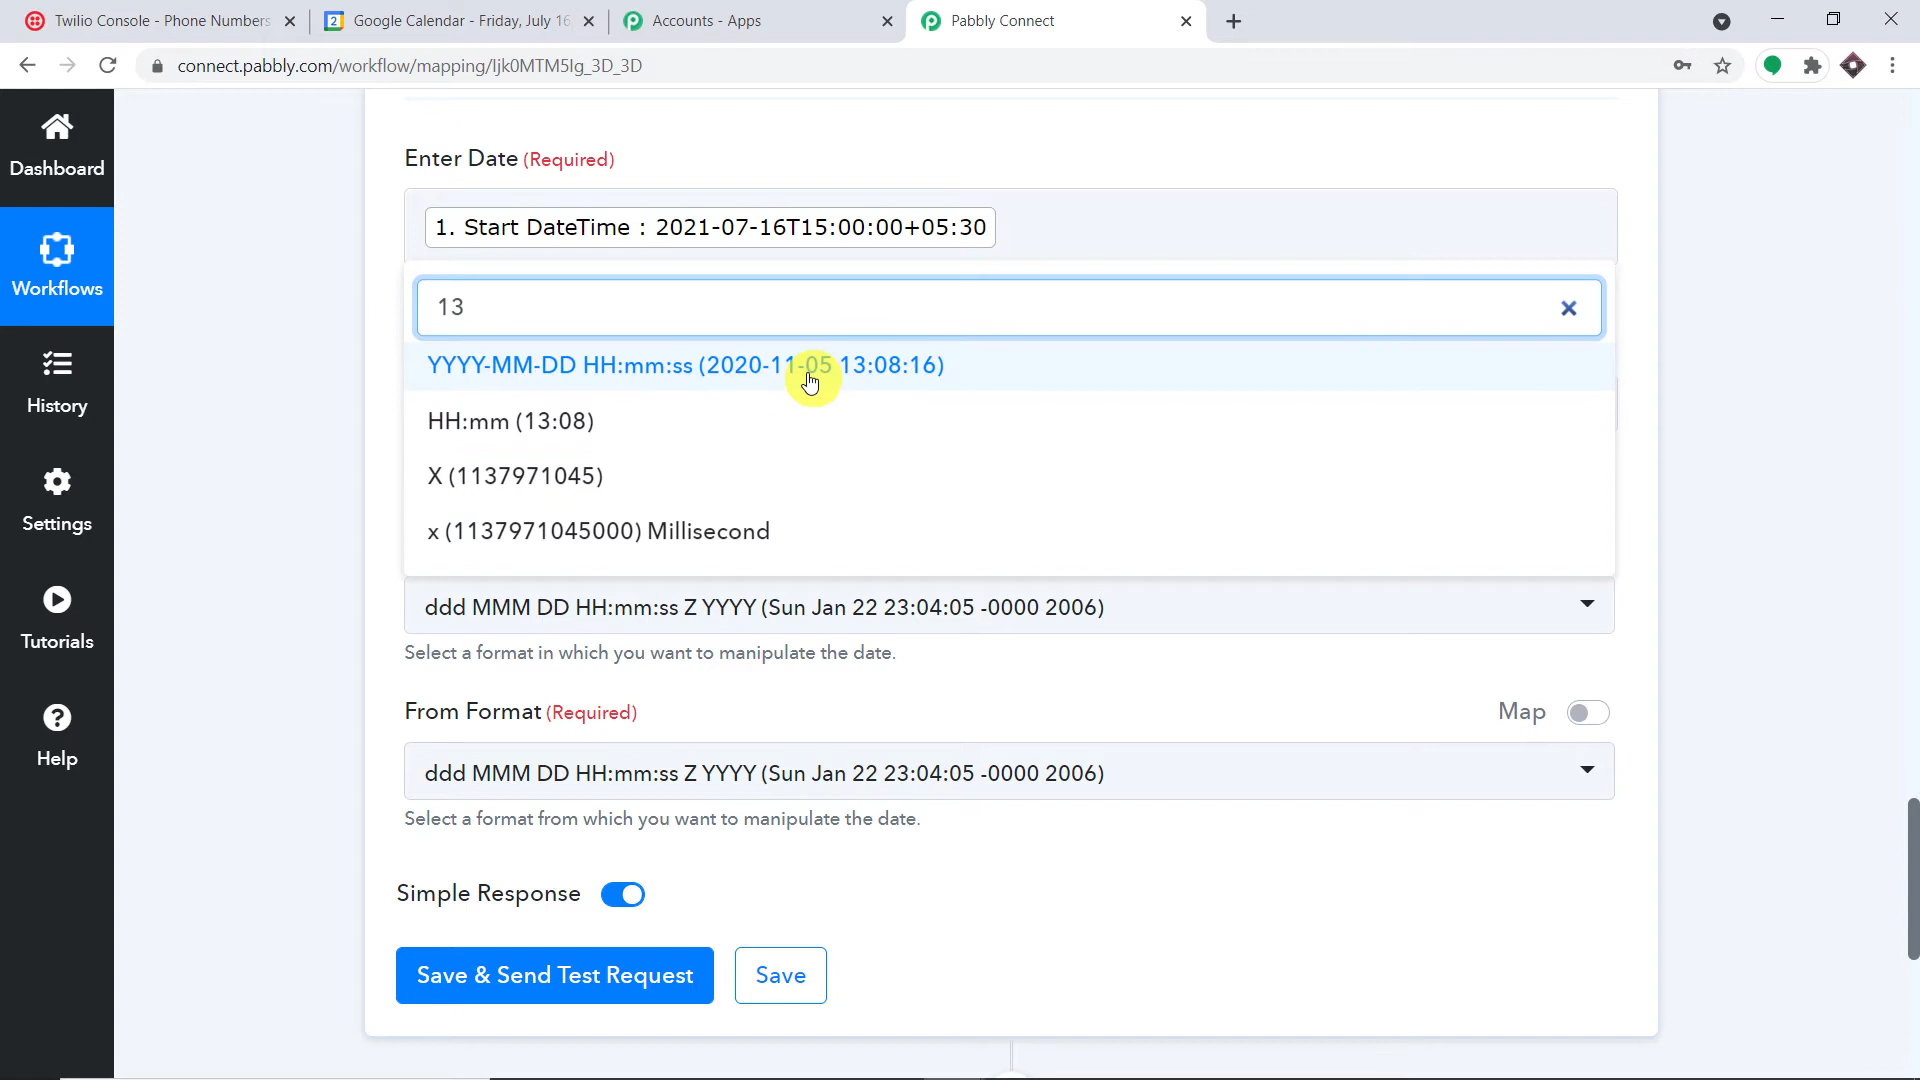 Twilio Console - Phone Numbers
Google Calendar - Friday, July 16
Accounts - Apps
Pabbly Connect
connect.pabbly.com/workflow/mapping/Ijk0MTM5Ig_3D_3D
Dashboard
Workflows
History
Settings
Tutorials
Help
Enter Date (Required)
1. Start DateTime : 2021-07-16T15:00:00+05:30
13
YYYY-MM-DD HH:mm:ss (2020-11-05 13:08:16)
HH:mm (13:08)
X (1137971045)
x (1137971045000) Millisecond
ddd MMM DD HH:mm:ss Z YYYY (Sun Jan 22 23:04:05 -0000 2006)
Select a format in which you want to manipulate the date.
From Format (Required)
Map
ddd MMM DD HH:mm:ss Z YYYY (Sun Jan 22 23:04:05 -0000 2006)
Select a format from which you want to manipulate the date.
Simple Response
Save & Send Test Request
Save